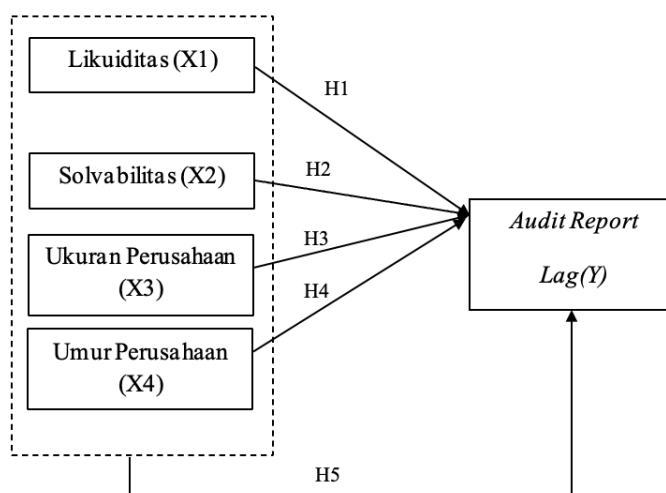 Likuiditas (X1)
H1
Solvabilitas (X2)
H2
Ukuran Perusahaan
(X3)
H3
Umur Perusahaan
(X4)
H4
Audit Report
Lag(Y)
H5